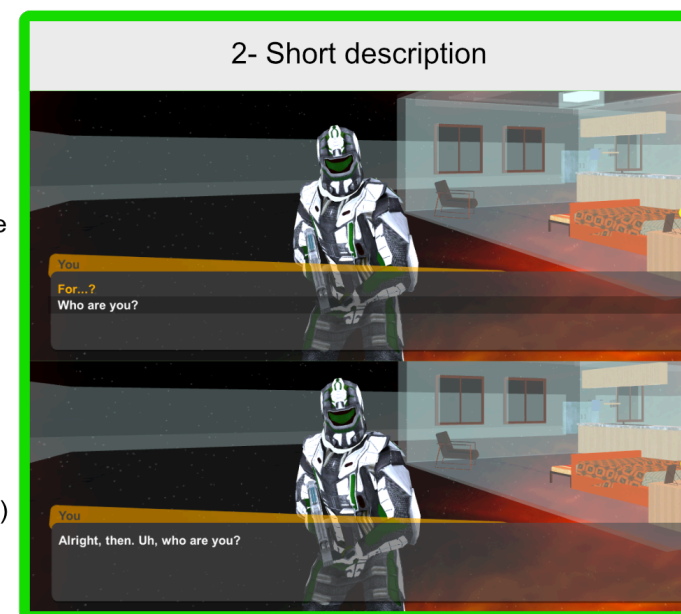 2- Short description
e
You
For...?
Who are you?
)
You
Alright, then. Uh, who are you?